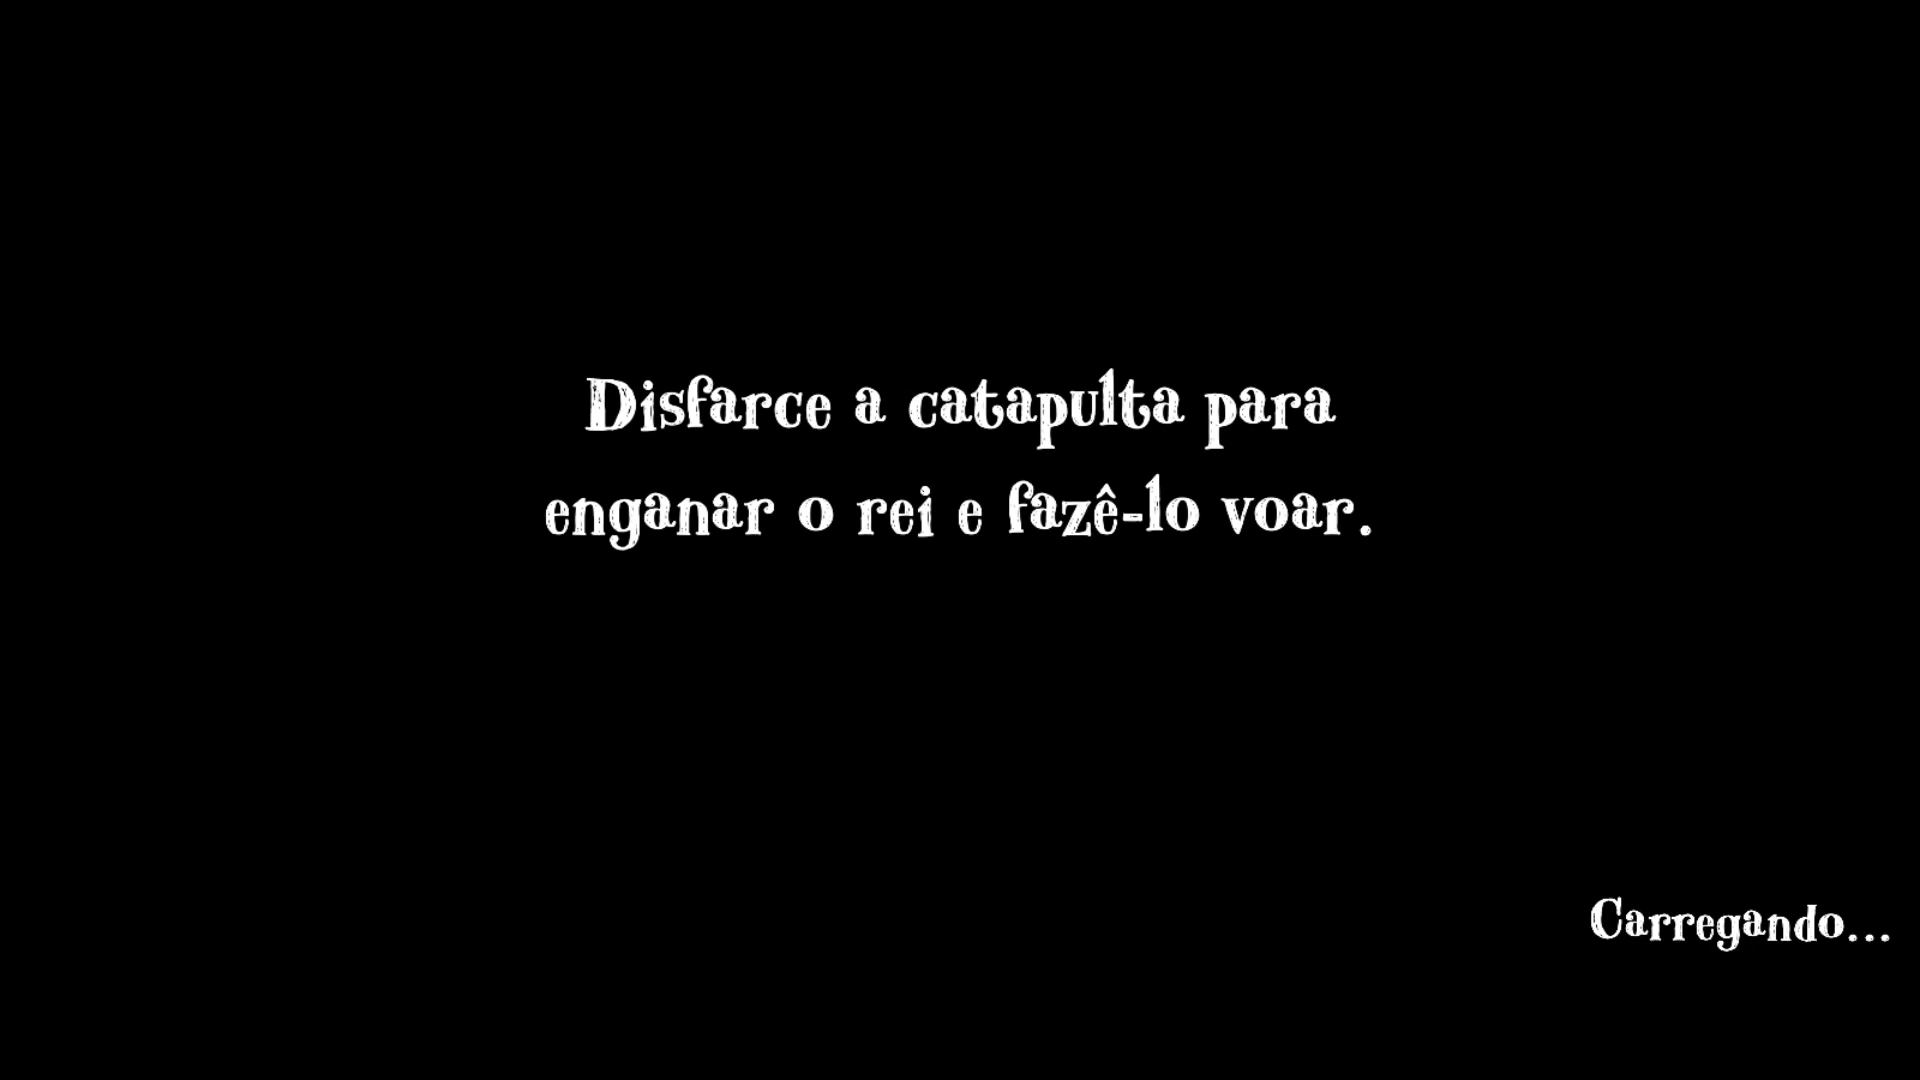 Disfarce a catapulta para
enganar o rei e fazê-lo voar.
Carregando...